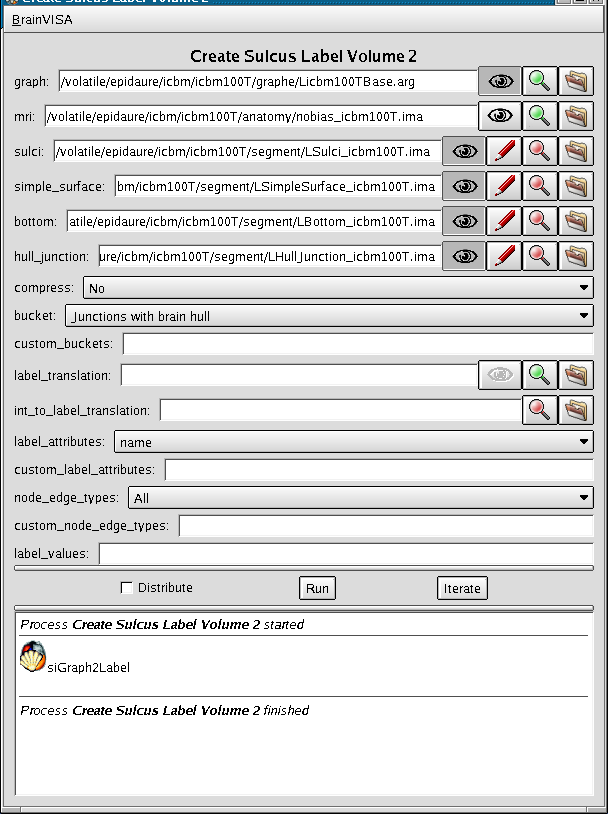 Create Sulcus Label Volume 2
BrainVISA
Create Sulcus Label Volume 2
graph: /volatile/epidaure/icbm/icbm100T/graphe/Licbm100TBase.arg
mri: /volatile/epidaure/icbm/icbm100T/anatomy/nobias_icbm100T.ima
sulci: /volatile/epidaure/icbm/icbm100T/segment/LSulci_icbm100T.ima
simple_surface: bm/icbm100T/segment/LSimpleSurface_icbm100T.ima
bottom: atile/epidaure/icbm/icbm100T/segment/LBottom_icbm100T.ima
hull_junction: ure/icbm/icbm100T/segment/LHullJunction_icbm100T.ima
compress: No
bucket: Junctions with brain hull
custom_buckets:
label_translation:
int_to_label_translation:
label_attributes: name
custom_label_attributes:
node_edge_types: All
custom_node_edge_types:
label_values:
Distribute Run Iterate
Process Create Sulcus Label Volume 2 started
siGraph2Label
Process Create Sulcus Label Volume 2 finished